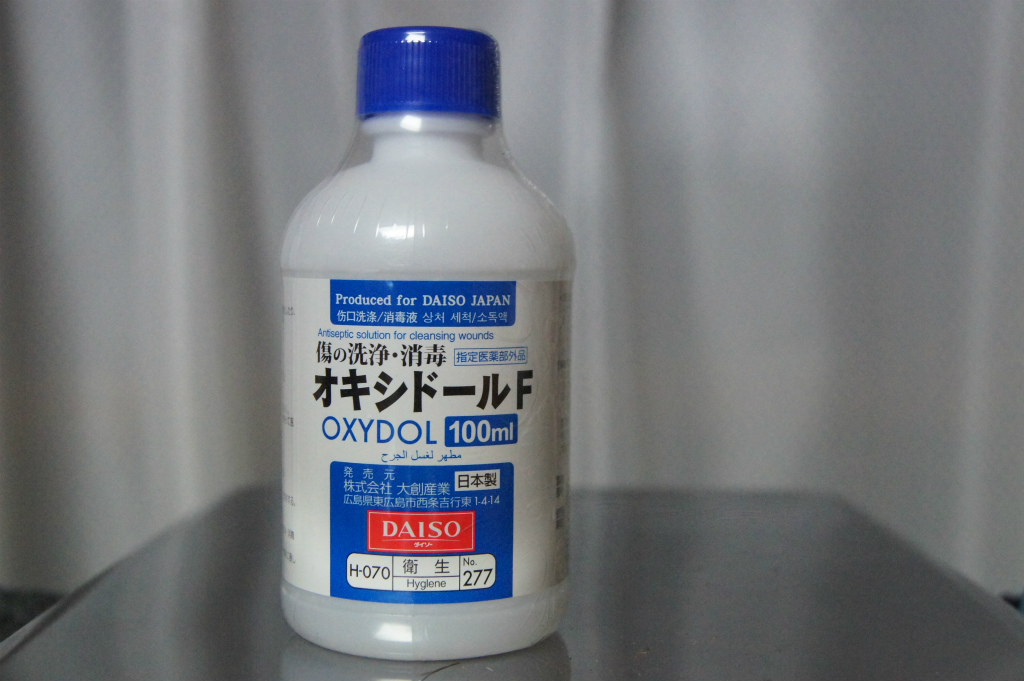 Produced for DAISO JAPAN
伤口洗涤/消毒液 상처 세척/소독액
Antiseptic solution for cleansing wounds
傷の洗浄・消毒 指定医薬部外品
オキシドールF
OXYDOL 100ml
مطهر لغسل الجرح
発売元
株式会社 大創産業 日本製
広島県東広島市西条吉行東1-4-14
DAISO
ダイソー
H-070 衛生 No.
Hygiene 277